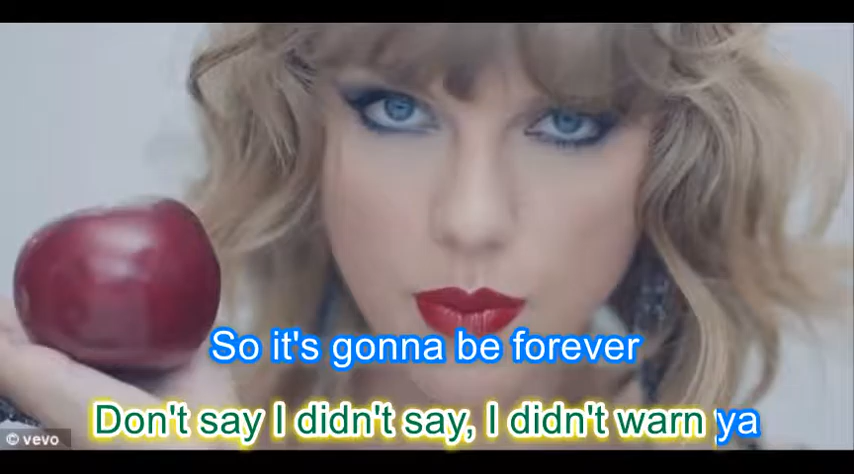 So it's gonna be forever
Don't say I didn't say, I didn't warn ya
© vevo